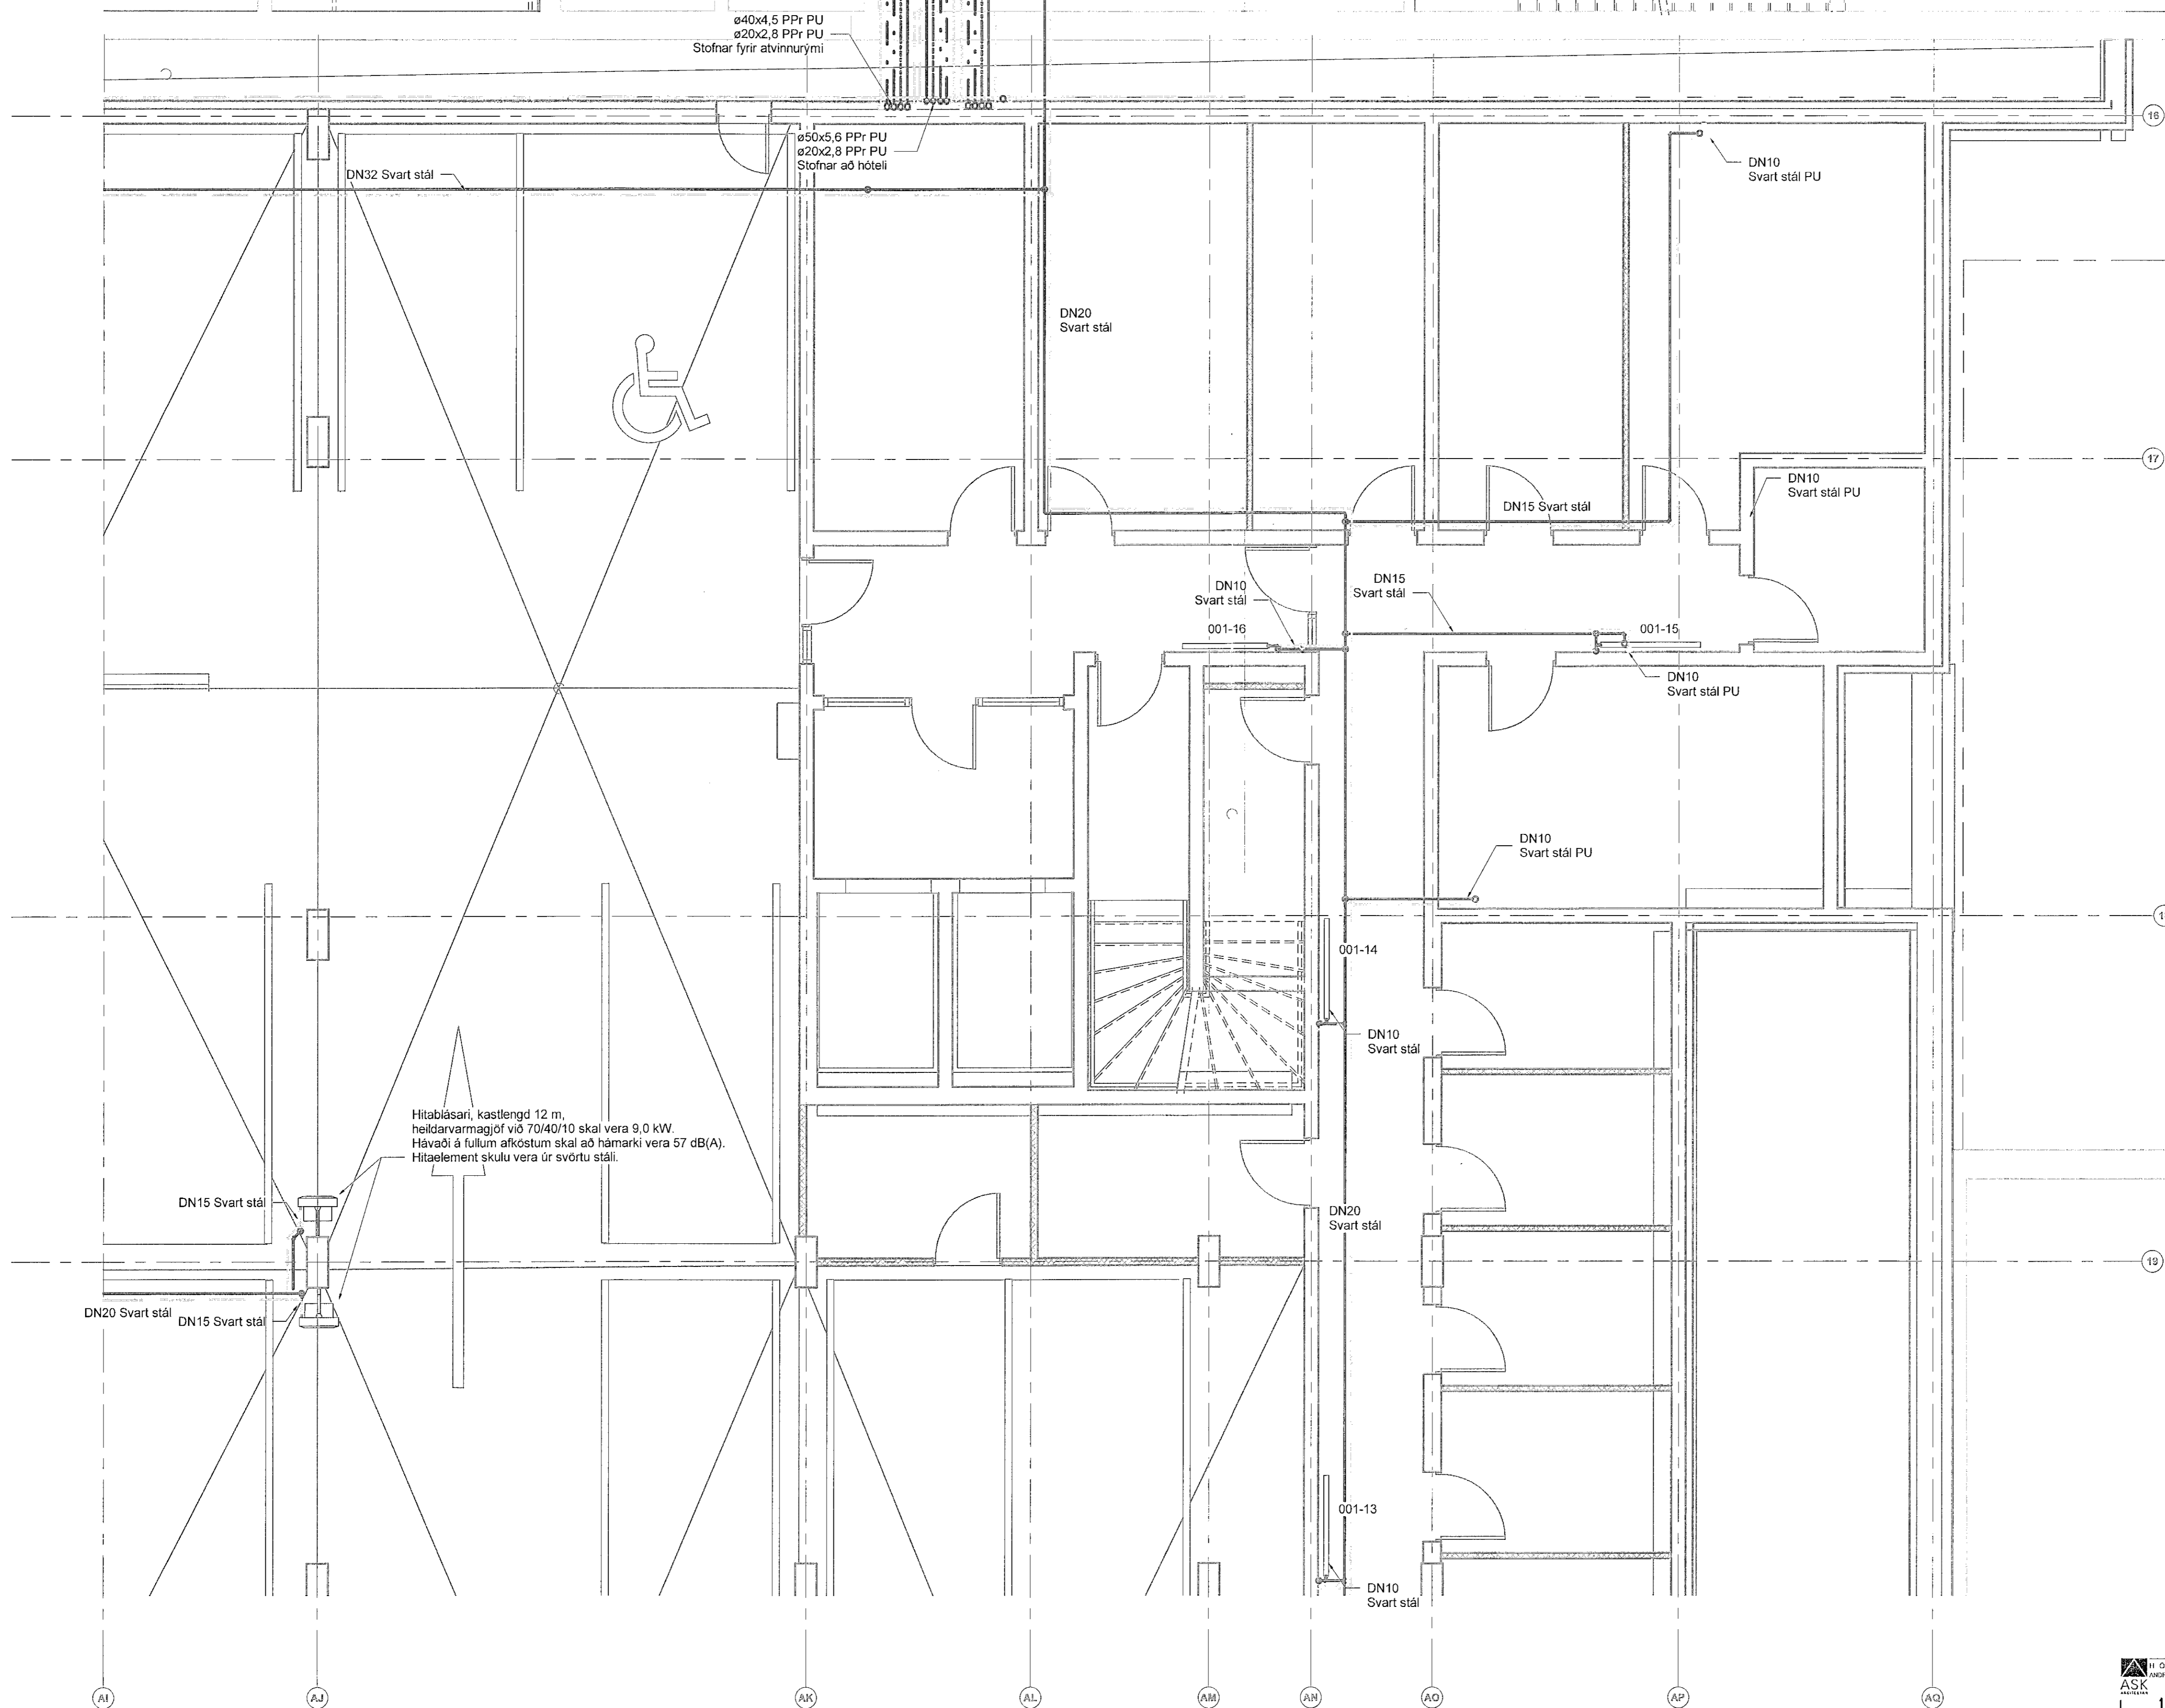 ø40x4,5 PPr PU
ø20x2,8 PPr PU
Stofnar fyrir atvinnurými
16
ø50x5,6 PPr PU
ø20x2,8 PPr PU
Stofnar að hóteli
DN32 Svart stál
DN10
Svart stál PU
DN20
Svart stál
17
DN10
Svart stál PU
DN15 Svart stál
DN10
Svart stál
DN15
Svart stál
001-16
001-15
DN10
Svart stál PU
DN10
Svart stál PU
001-14
DN10
Svart stál
Hitablásari, kastlengd 12 m,
heildarvarmagjöf við 70/40/10 skal vera 9,0 kW.
Hávaði á fullum afköstum skal að hámarki vera 57 dB(A).
Hitaelement skulu vera úr svörtu stáli.
DN15 Svart stál
DN20
Svart stál
19
DN20 Svart stál
DN15 Svart stál
001-13
DN10
Svart stál
AI
AJ
AK
AL
AM
AN
AO
AP
AQ
ASK